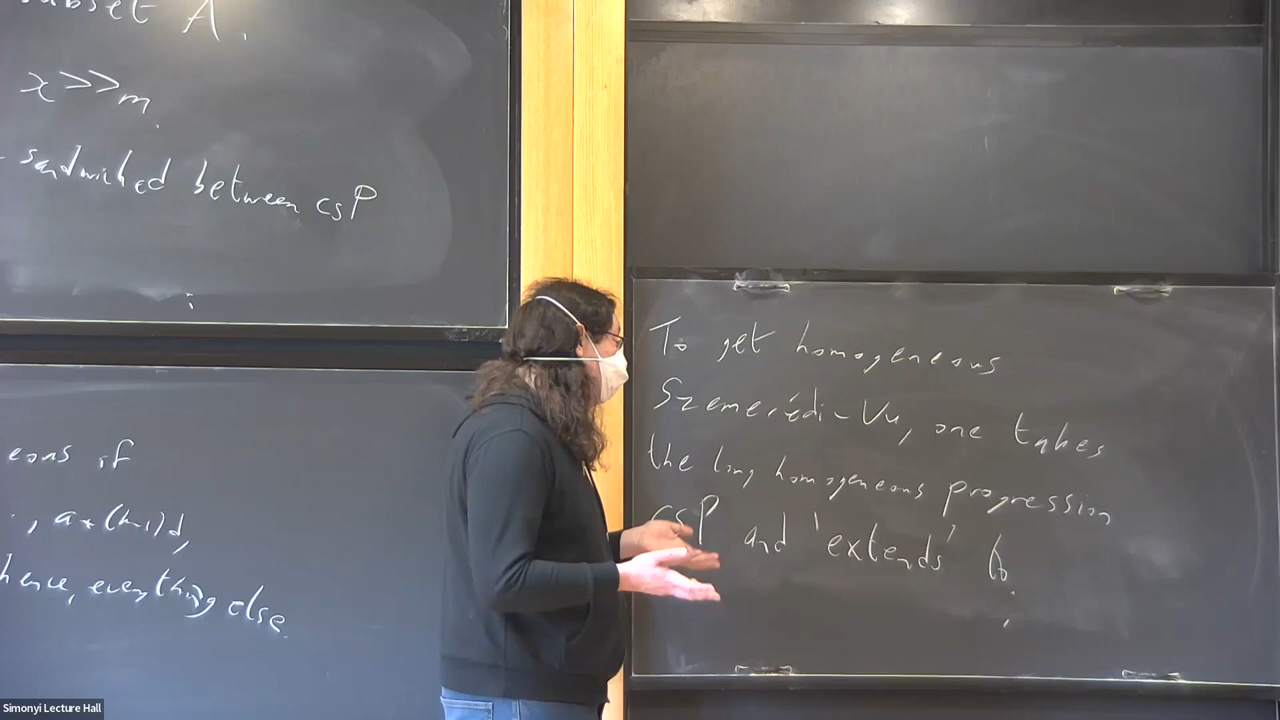 subset A.
x >> m.
- sandwiched between csP
eous if
., a+(m-1)d,
hence, everything else.
To get homogeneous
Szemerédi-Vu, one takes
the long homogeneous progression
csP and 'extends' to
Simonyi Lecture Hall